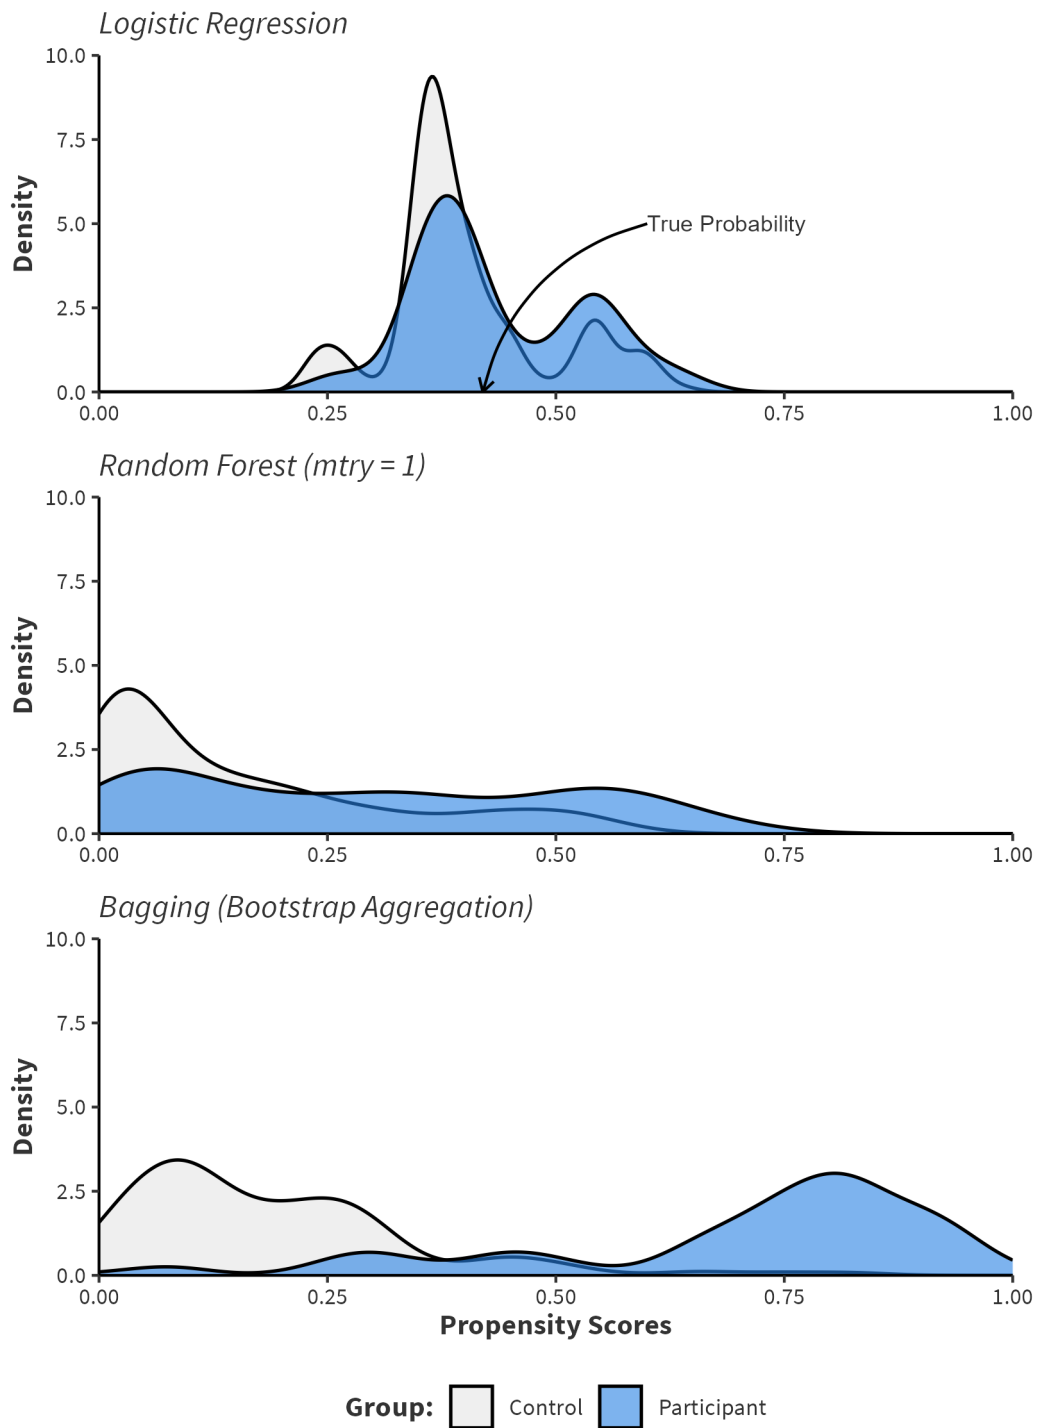 Logistic Regression
10.0
7.5
5.0
2.5
0.0
Density
True Probability
0.00 0.25 0.50 0.75 1.00
Random Forest (mtry = 1)
10.0
7.5
5.0
2.5
0.0
Density
0.00 0.25 0.50 0.75 1.00
Bagging (Bootstrap Aggregation)
10.0
7.5
5.0
2.5
0.0
Density
0.00 0.25 0.50 0.75 1.00
Propensity Scores
Group: Control Participant